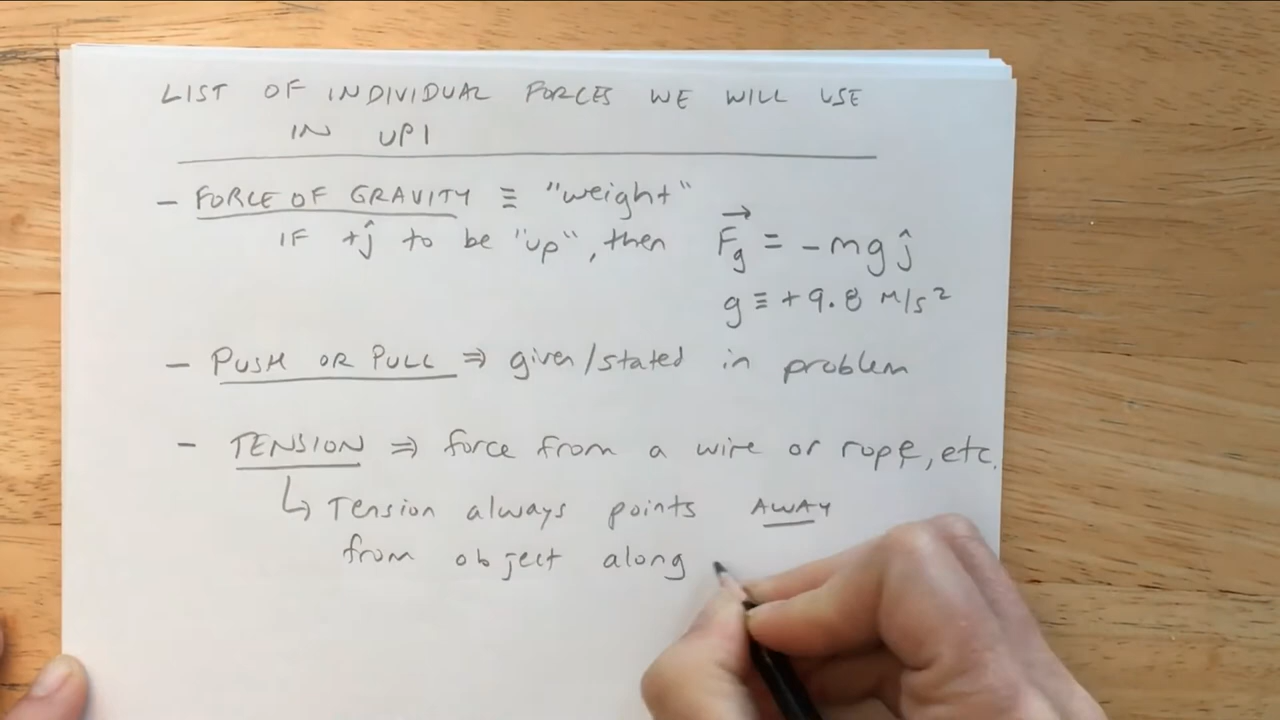 LIST OF INDIVIDUAL FORCES WE WILL USE
IN UP1
- FORCE OF GRAVITY ≡ "weight"
IF +ĵ to be "up", then F⃗g = -mgĵ
g ≡ +9.8 m/s²
- PUSH OR PULL ⇒ given/stated in problem
- TENSION ⇒ force from a wire or rope, etc.
↳ Tension always points AWAY
from object along